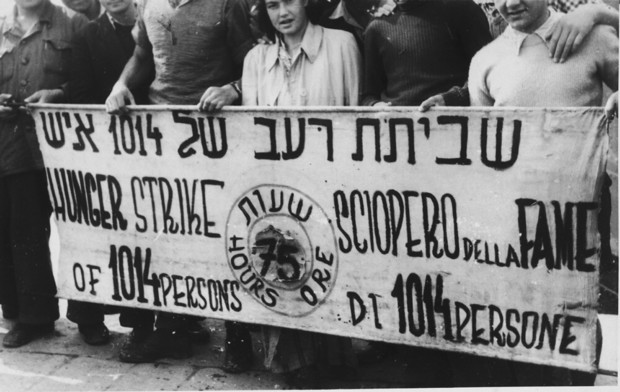 שביתת רעב של 1014 איש
HUNGER STRIKE
OF 1014 PERSONS
שעות
75
HOURS ORE
SCIOPERO DELLA FAME
DI 1014 PERSONE